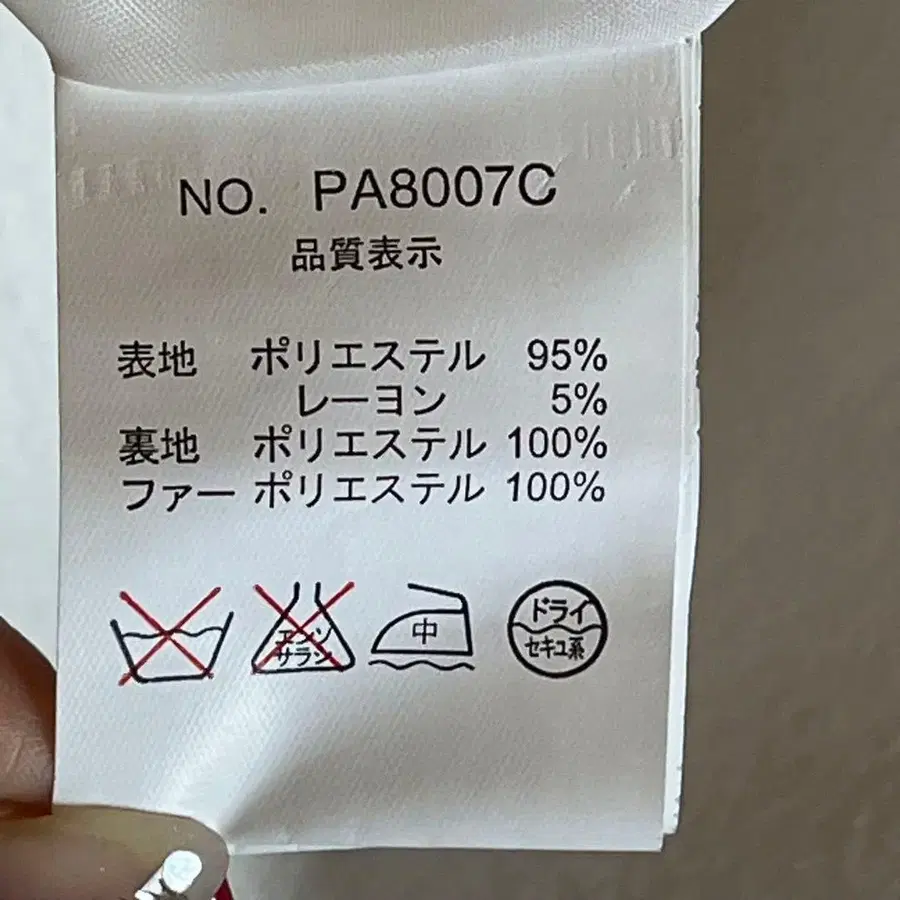 NO. PA8007C
品質表示
表地 ポリエステル 95%
レーヨン 5%
裏地 ポリエステル 100%
ファー ポリエステル 100%
エンソ
サラシ
中
ドライ
セキユ系